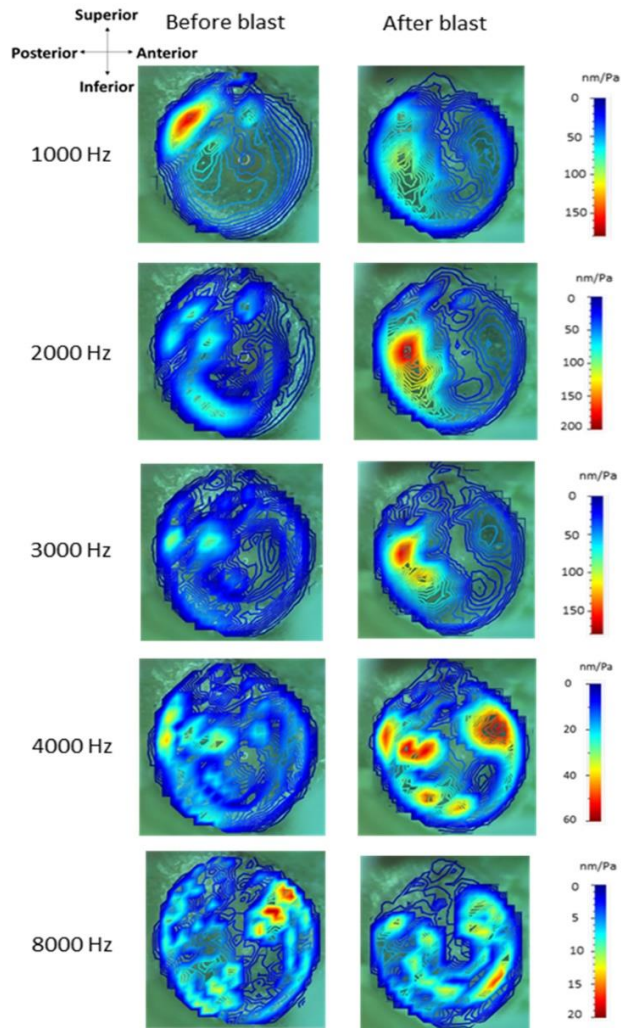 Superior
Posterior
Anterior
Inferior
Before blast
After blast
1000 Hz
nm/Pa
0
50
100
150
2000 Hz
nm/Pa
0
50
100
150
200
3000 Hz
nm/Pa
0
50
100
150
4000 Hz
nm/Pa
0
20
40
60
8000 Hz
nm/Pa
0
5
10
15
20